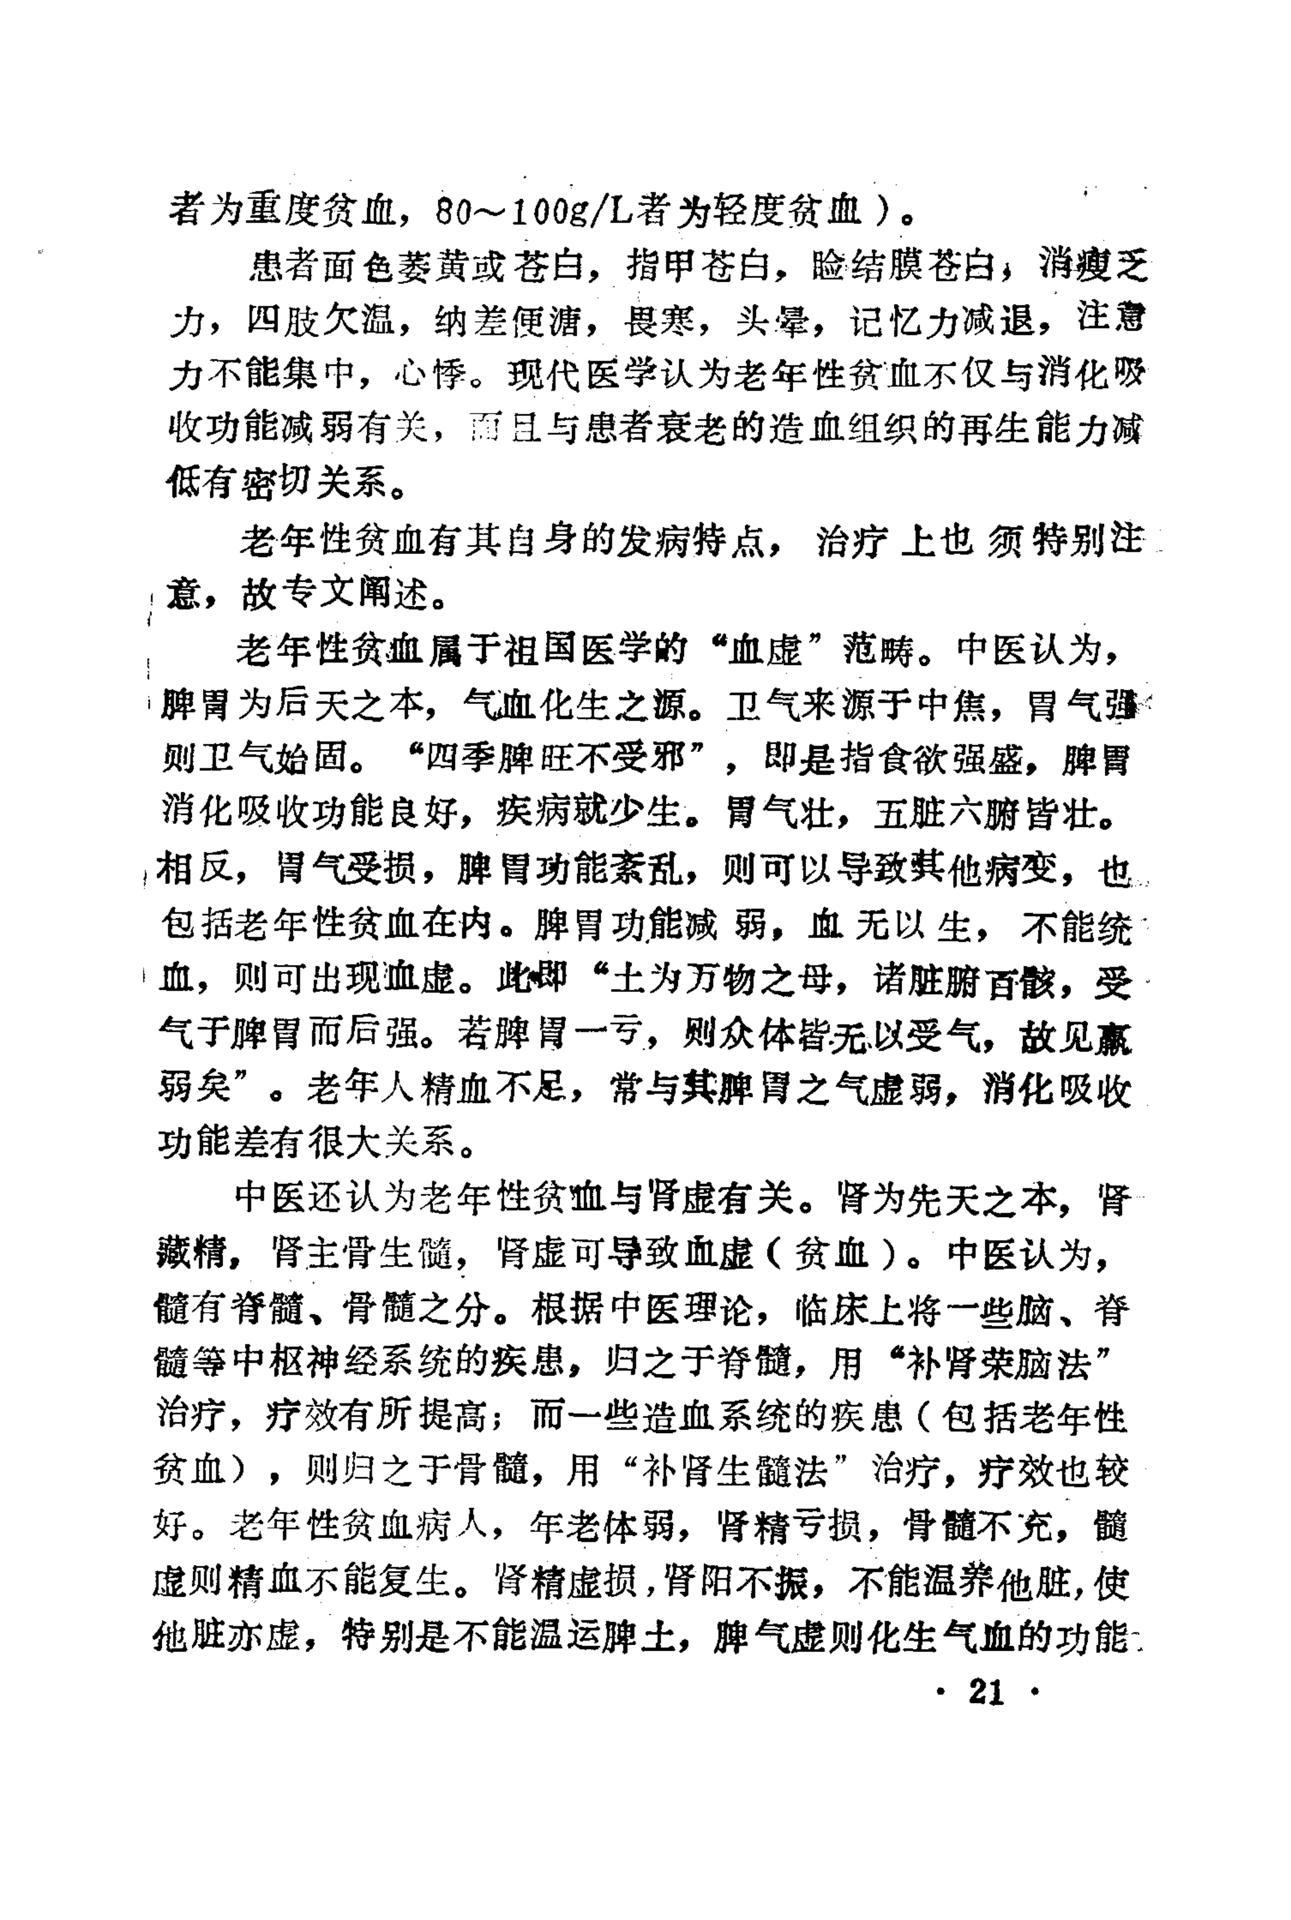 者为重度贫血，80～100g/L者为轻度贫血）。
患者面色萎黄或苍白，指甲苍白，睑结膜苍白，消瘦乏
力，四肢欠温，纳差便溏，畏寒，头晕，记忆力减退，注意
力不能集中，心悸。现代医学认为老年性贫血不仅与消化吸
收功能减弱有关，而且与患者衰老的造血组织的再生能力减
低有密切关系。
老年性贫血有其自身的发病特点，治疗上也须特别注
意，故专文阐述。
老年性贫血属于祖国医学的“血虚”范畴。中医认为，
脾胃为后天之本，气血化生之源。卫气来源于中焦，胃气强
则卫气始固。“四季脾旺不受邪”，即是指食欲强盛，脾胃
消化吸收功能良好，疾病就少生。胃气壮，五脏六腑皆壮。
相反，胃气受损，脾胃功能紊乱，则可以导致其他病变，也
包括老年性贫血在内。脾胃功能减弱，血无以生，不能统
血，则可出现血虚。此即“土为万物之母，诸脏腑百骸，受
气于脾胃而后强。若脾胃一亏，则众体皆无以受气，故见羸
弱矣”。老年人精血不足，常与其脾胃之气虚弱，消化吸收
功能差有很大关系。
中医还认为老年性贫血与肾虚有关。肾为先天之本，肾
藏精，肾主骨生髓，肾虚可导致血虚（贫血）。中医认为，
髓有脊髓、骨髓之分。根据中医理论，临床上将一些脑、脊
髓等中枢神经系统的疾患，归之于脊髓，用“补肾荣脑法”
治疗，疗效有所提高；而一些造血系统的疾患（包括老年性
贫血），则归之于骨髓，用“补肾生髓法”治疗，疗效也较
好。老年性贫血病人，年老体弱，肾精亏损，骨髓不充，髓
虚则精血不能复生。肾精虚损，肾阳不振，不能温养他脏，使
他脏亦虚，特别是不能温运脾土，脾气虚则化生气血的功能
· 21 ·